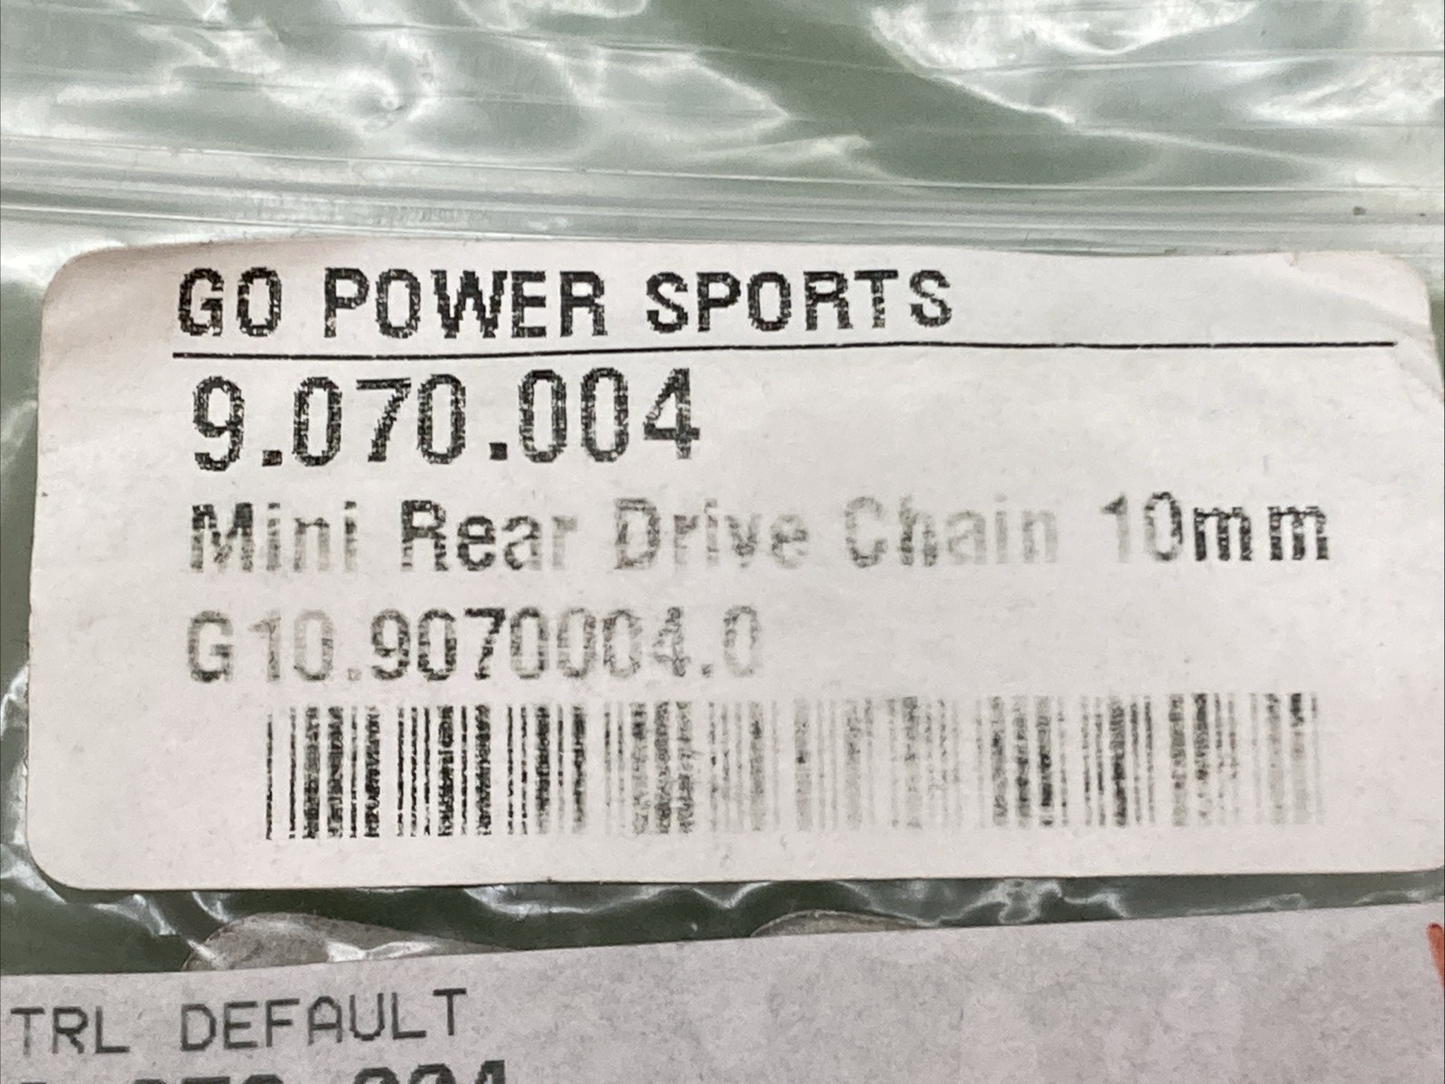 GO POWER SPORTS
9.070.004
Mini Rear Drive Chain 10mm
G10.9070004.0
TRL DEFAULT